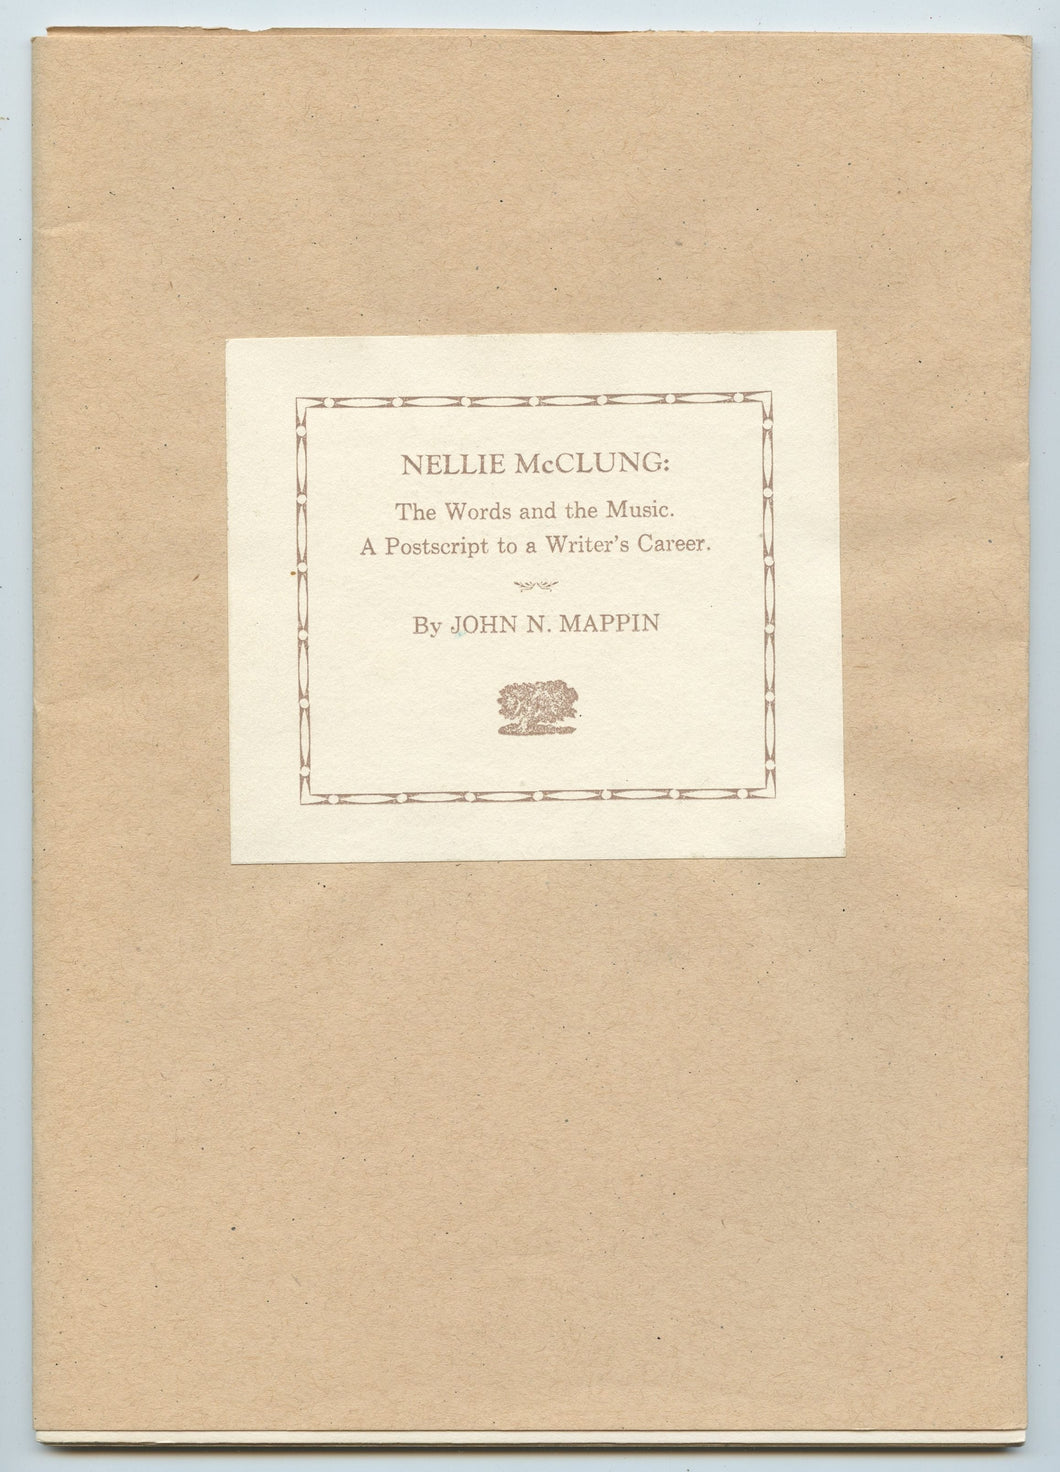 NELLIE McCLUNG:
The Words and the Music.
A Postscript to a Writer's Career.
By JOHN N. MAPPIN